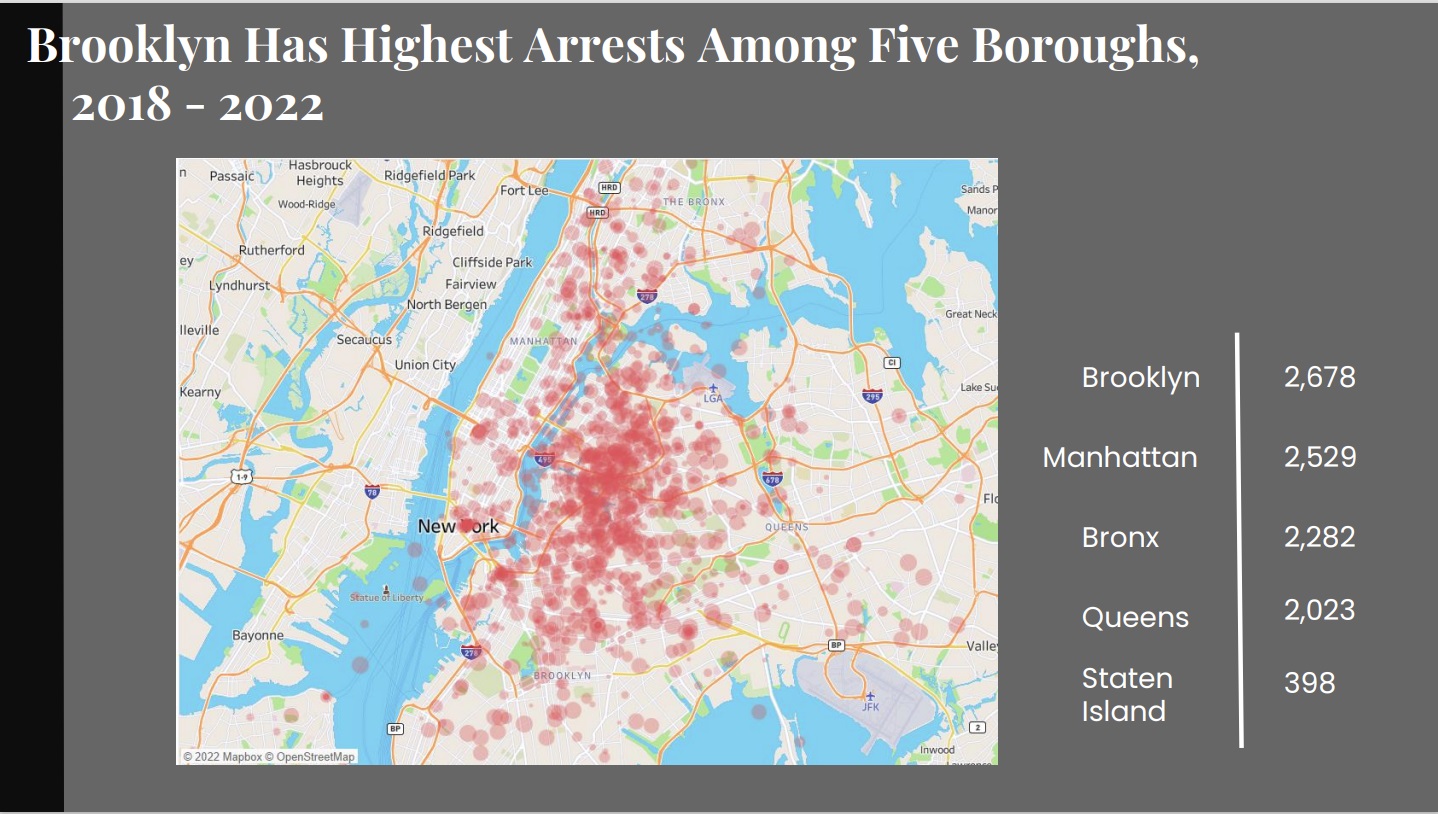 Brooklyn Has Highest Arrests Among Five Boroughs,
2018 - 2022
Hasbrouck
Heights
Passaic
Ridgefield Park
Fort Lee
HRD
Sands P
Wood-Ridge
THE BRONX
Manor
HRD
Ridgefield
Rutherford
ey
Cliffside Park
Lyndhurst
Fairview
278
North Bergen
Great Neck
lleville
Secaucus
MANHATTAN
Union City
CI
Kearny
LGA
295
Lake Su
1-9
78
495
678
Flo
New York
QUEENS
Statue of Liberty
Bayonne
278
BP
Valley
BROOKLYN
JFK
BP
2
Inwood
© 2022 Mapbox © OpenStreetMap
Brooklyn 2,678
Manhattan 2,529
Bronx 2,282
Queens 2,023
Staten 398
Island